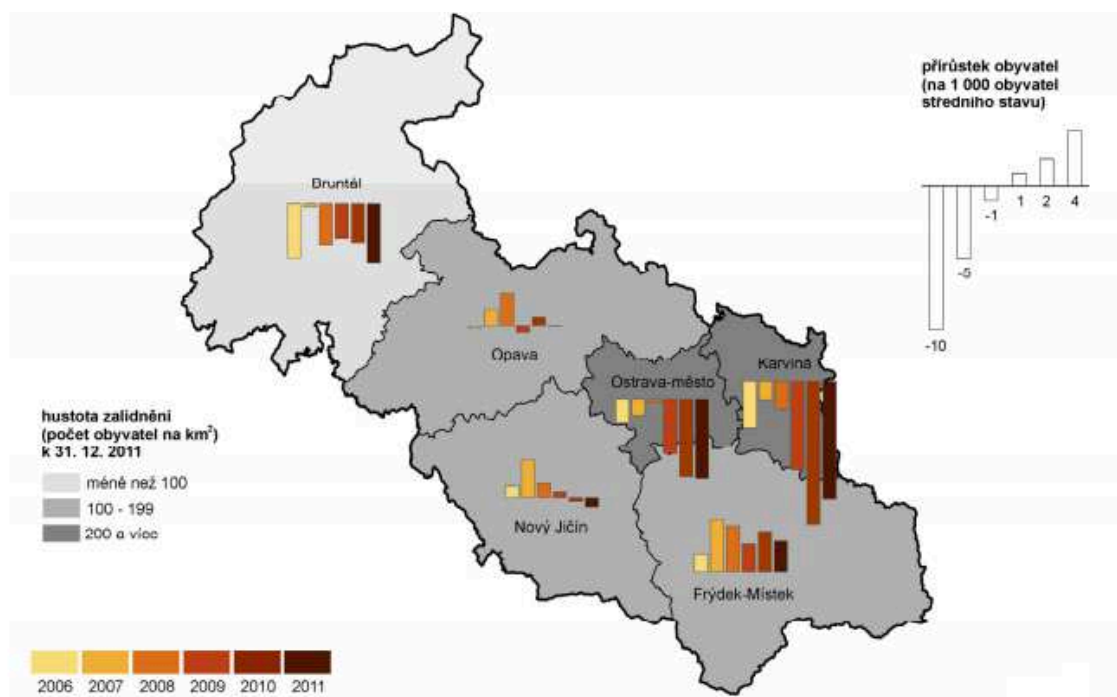 přírůstek obyvatel
(na 1 000 obyvatel
středního stavu)
-10
-5
-1
1
2
4
Bruntál
Opava
Karviná
Ostrava-město
Nový Jičín
Frýdek-Místek
hustota zalidnění
(počet obyvatel na km²)
k 31. 12. 2011
méně než 100
100 - 199
200 a více
2006 2007 2008 2009 2010 2011